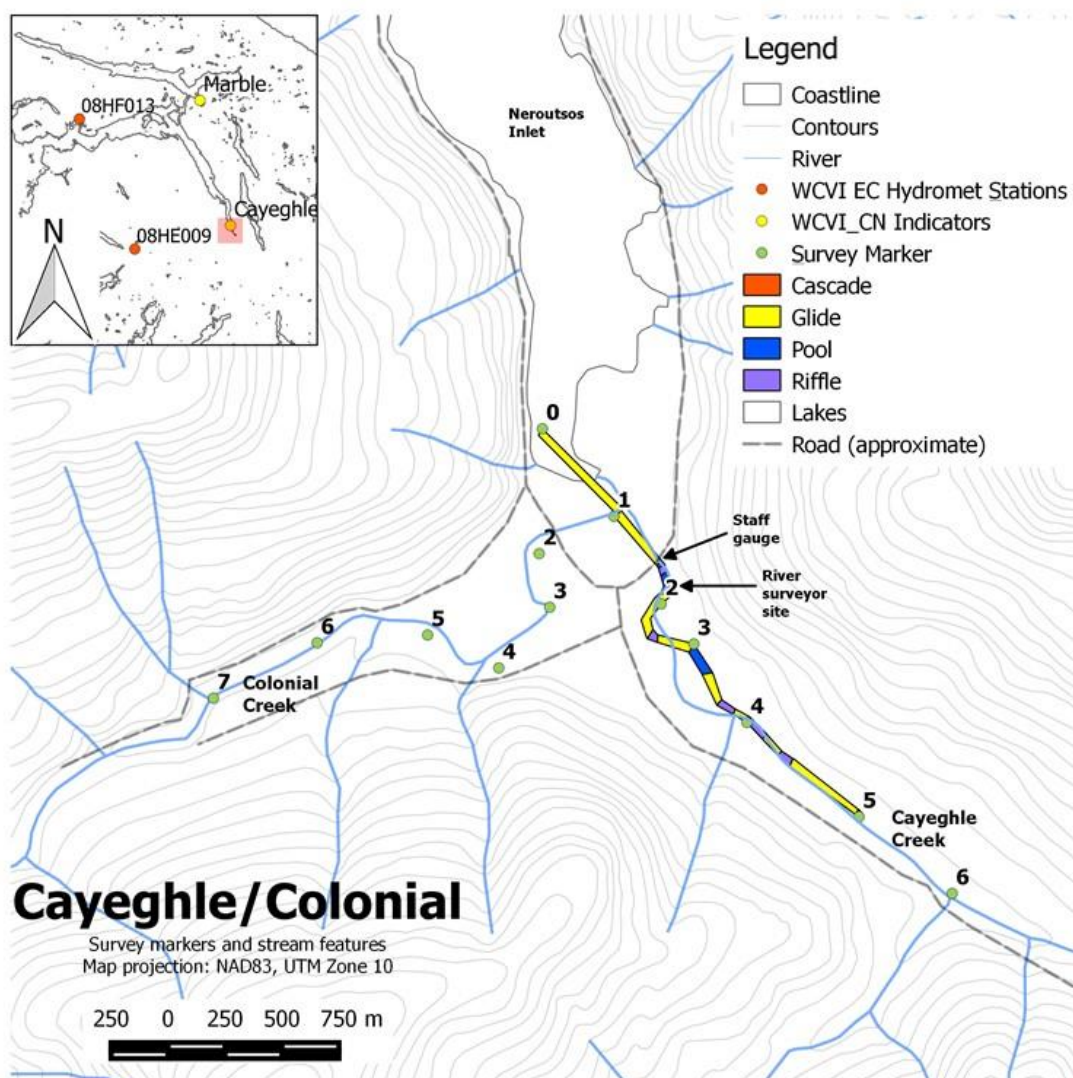 Marble
08HF013
Cayeghle
08HE009
N
Neroutsos
Inlet
Legend
Coastline
Contours
River
WCVI EC Hydromet Stations
WCVI_CN Indicators
Survey Marker
Cascade
Glide
Pool
Riffle
Lakes
Road (approximate)
0
1
Staff
gauge
2
River
surveyor
site
2
3
3
4
5
6
4
7
Colonial
Creek
5
Cayeghle
Creek
6
Cayeghle/Colonial
Survey markers and stream features
Map projection: NAD83, UTM Zone 10
250 0 250 500 750 m